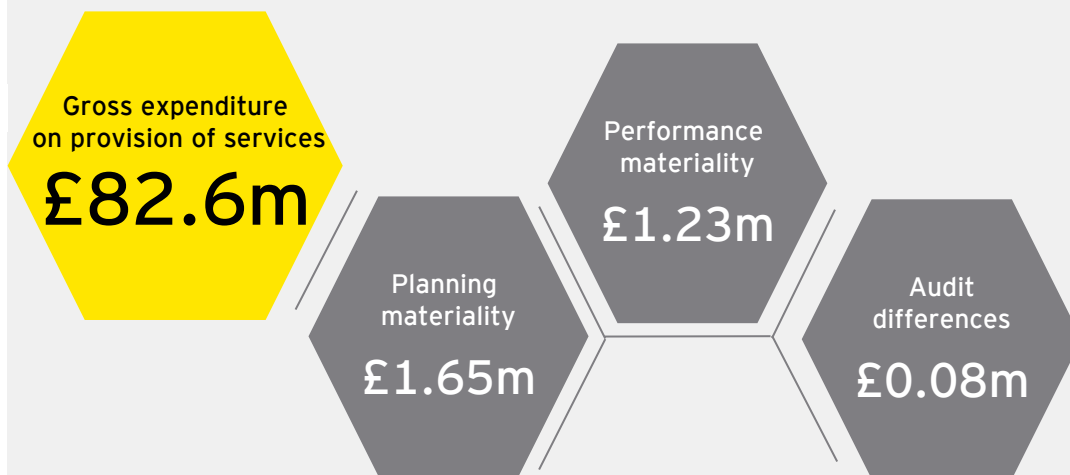 Gross expenditure
on provision of services
£82.6m
Planning
materiality
£1.65m
Performance
materiality
£1.23m
Audit
differences
£0.08m